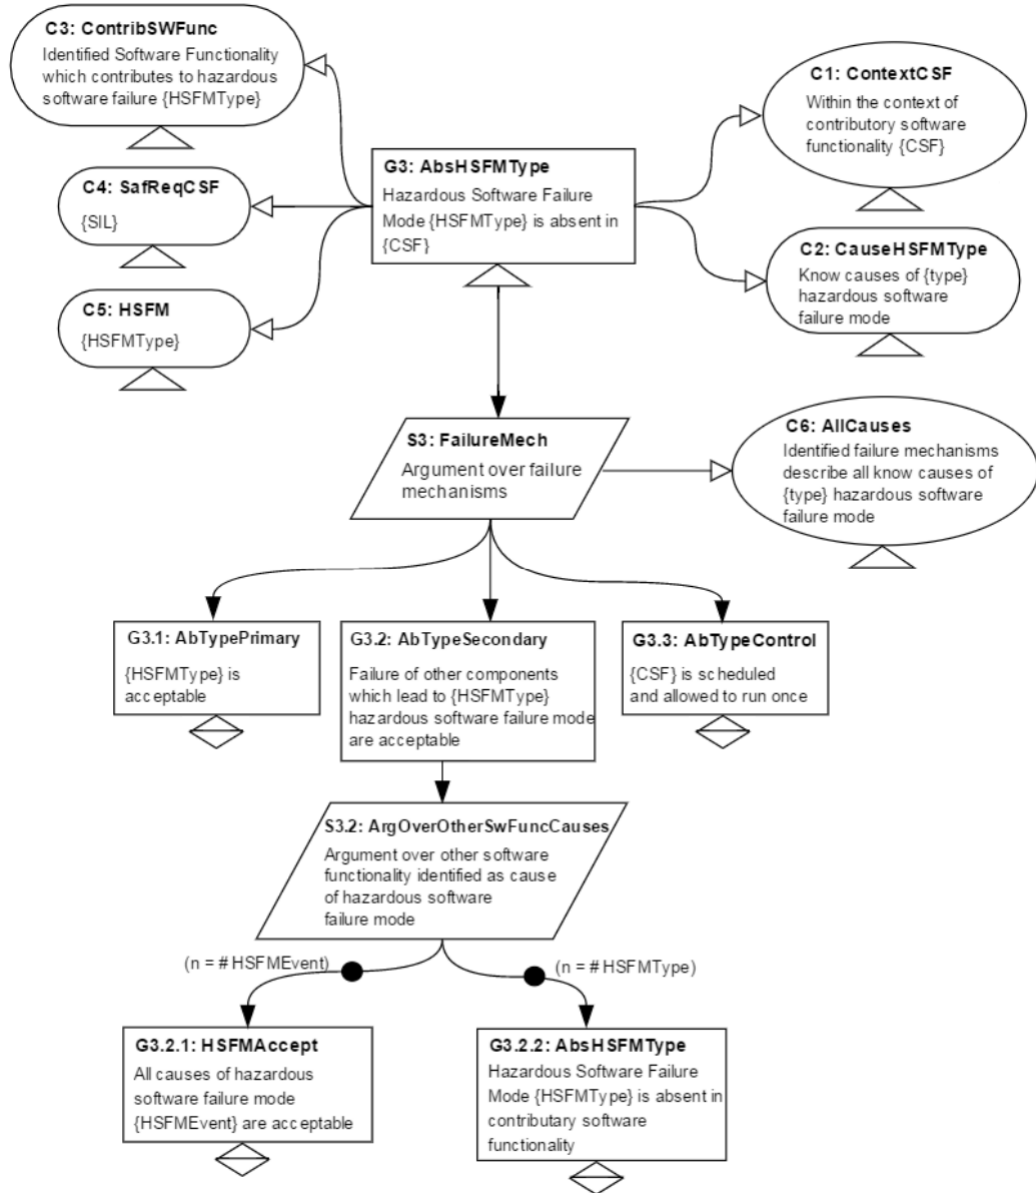 C3: ContribSWFunc
Identified Software Functionality
which contributes to hazardous
software failure {HSFMType}
C1: ContextCSF
Within the context of
contributory software
functionality {CSF}
G3: AbsHSFMType
Hazardous Software Failure
Mode {HSFMType} is absent in
{CSF}
C4: SafReqCSF
{SIL}
C2: CauseHSFMType
Know causes of {type}
hazardous software
failure mode
C5: HSFM
{HSFMType}
S3: FailureMech
Argument over failure
mechanisms
C6: AllCauses
Identified failure mechanisms
describe all know causes of
{type} hazardous software
failure mode
G3.1: AbTypePrimary
{HSFMType} is
acceptable
G3.2: AbTypeSecondary
Failure of other components
which lead to {HSFMType}
hazardous software failure mode
are acceptable
G3.3: AbTypeControl
{CSF} is scheduled
and allowed to run once
S3.2: ArgOverOtherSwFuncCauses
Argument over other software
functionality identified as cause
of hazardous software
failure mode
(n = # HSFMEvent)
(n = # HSFMType)
G3.2.1: HSFMAccept
All causes of hazardous
software failure mode
{HSFMEvent} are acceptable
G3.2.2: AbsHSFMType
Hazardous Software Failure
Mode {HSFMType} is absent in
contributary software
functionality